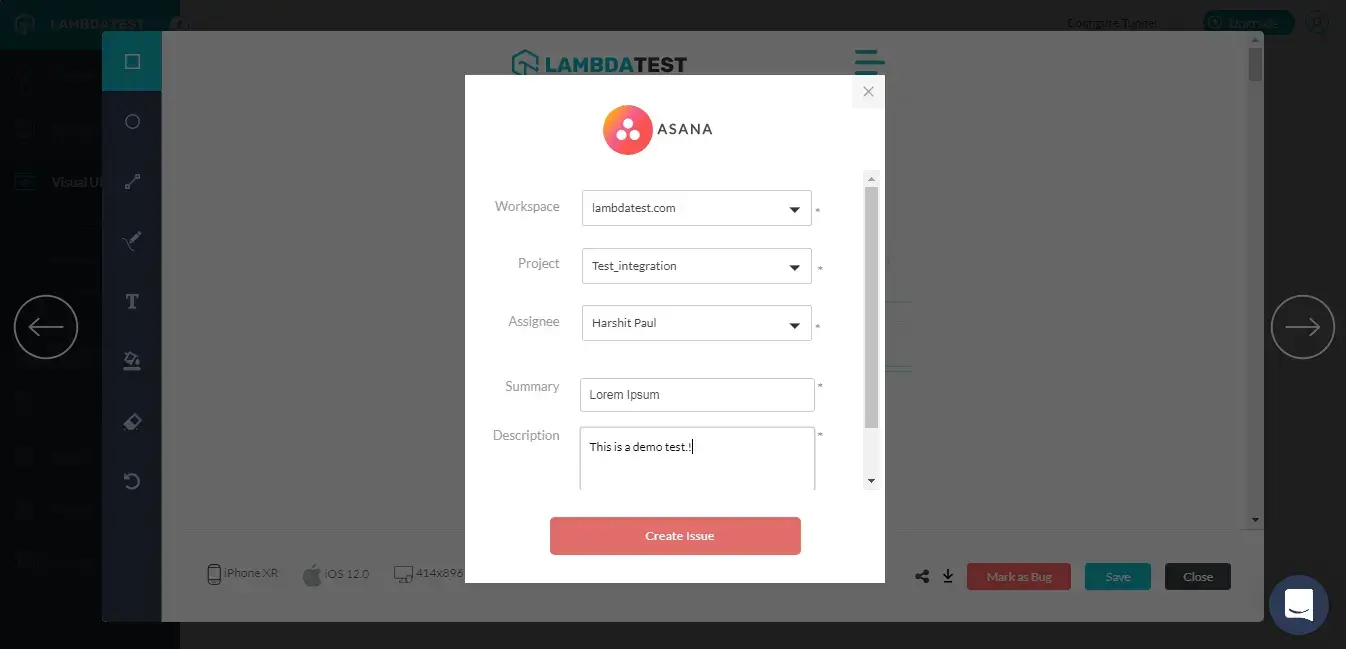 LAMBDATEST
Configure Tunnel
Upgrade
LAMBDATEST
ASANA
Visual UI
Workspace
lambdatest.com
*
Project
Test_integration
*
Assignee
Harshit Paul
*
Summary
Lorem Ipsum
*
Description
This is a demo test.!
*
T
Create Issue
iPhone XR
iOS 12.0
414x896
Mark as Bug
Save
Close